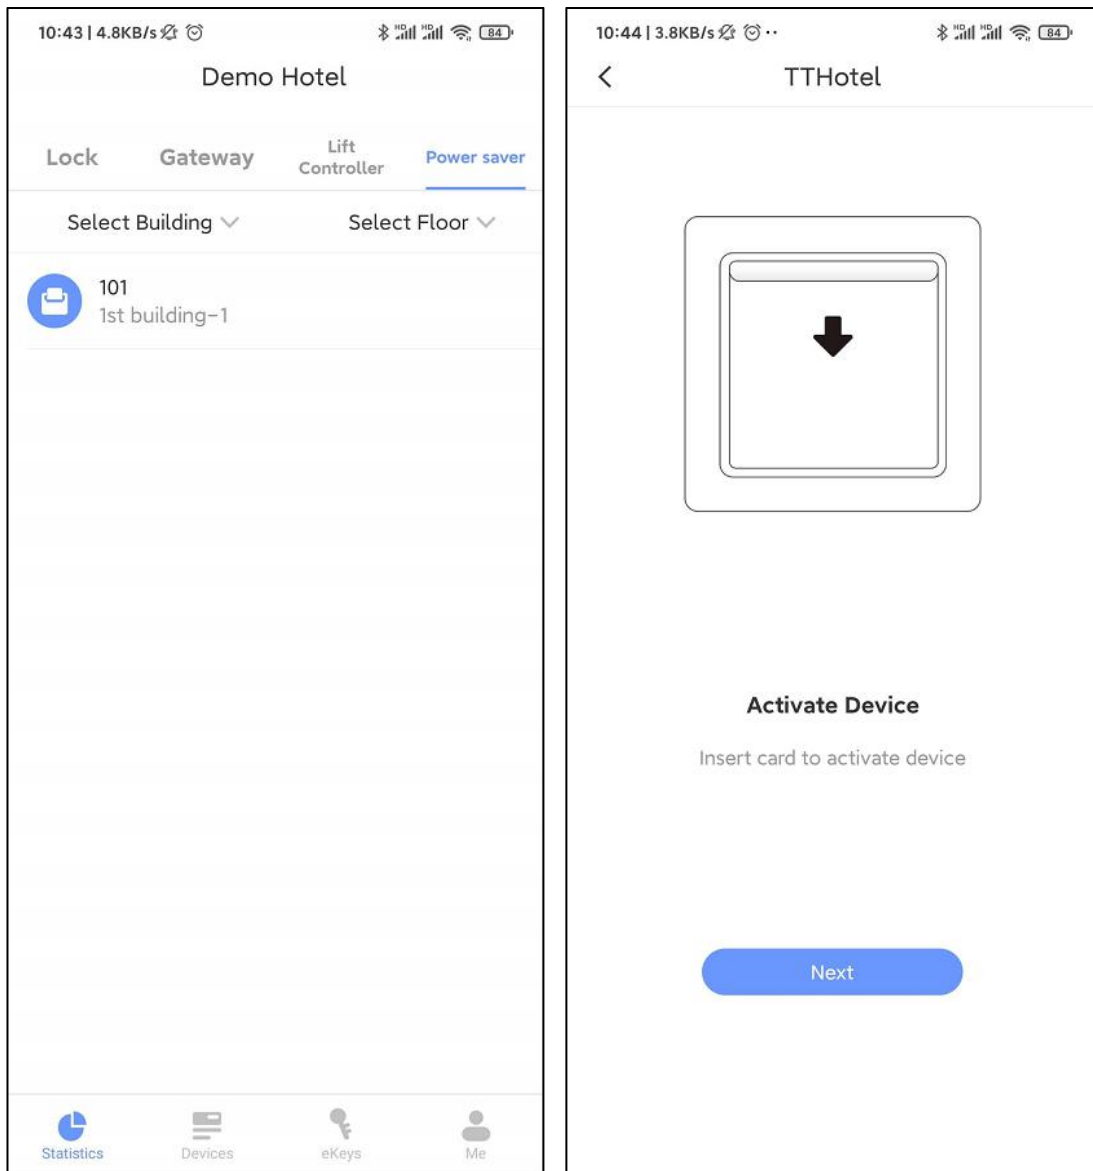 10:43 | 4.8KB/s
84
Demo Hotel
Lock
Gateway
Lift
Controller
Power saver
Select Building
Select Floor
101
1st building-1
Statistics
Devices
eKeys
Me
10:44 | 3.8KB/s ··
84
TTHotel
Activate Device
Insert card to activate device
Next